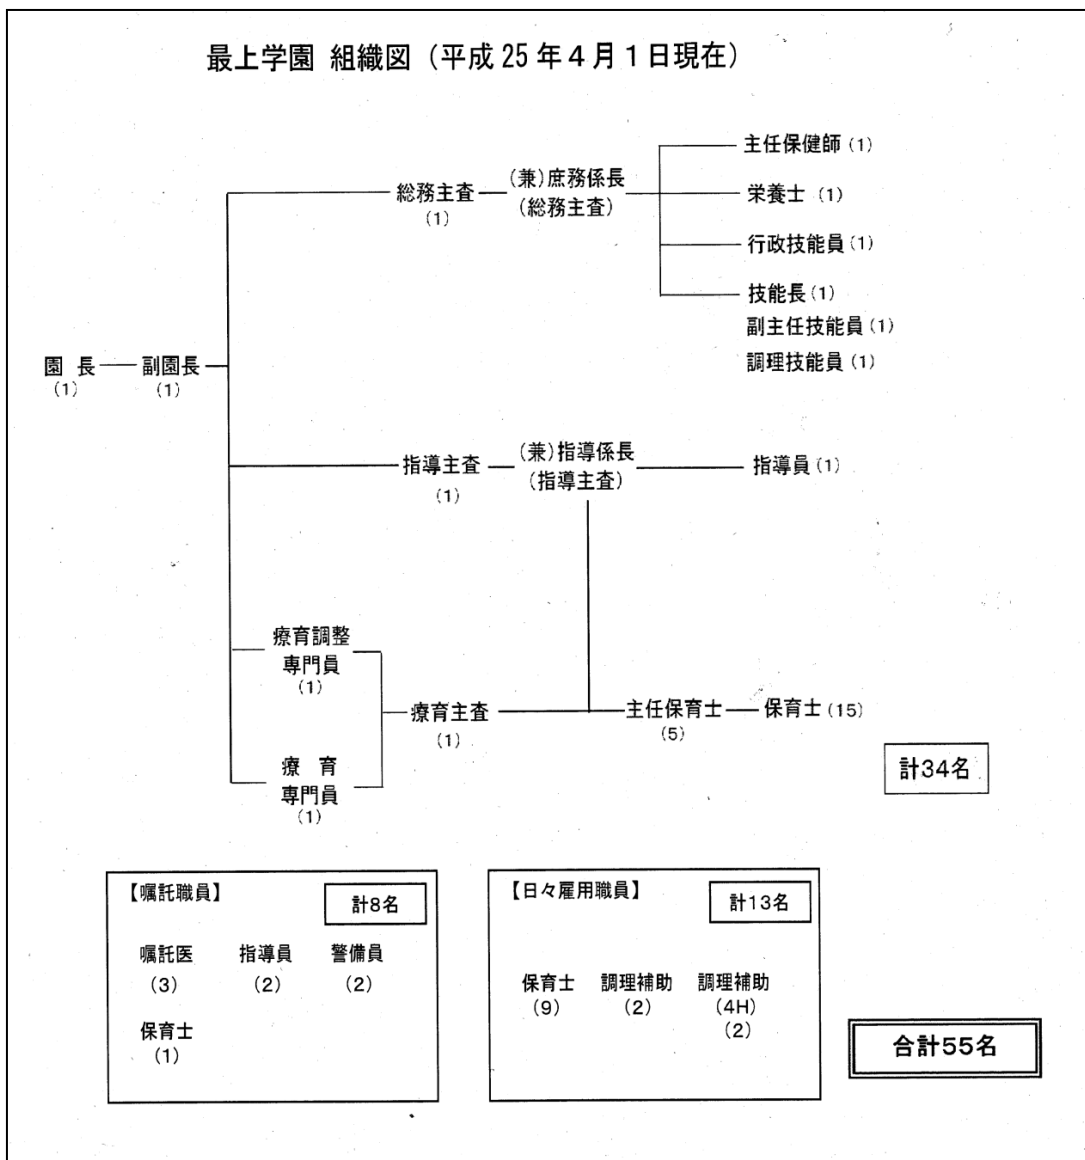 最上学園 組織図（平成25年4月1日現在）
主任保健師(1)
総務主査
(1)
(兼)庶務係長
(総務主査)
栄養士 (1)
行政技能員(1)
技能長(1)
副主任技能員(1)
調理技能員(1)
園 長
(1)
副園長
(1)
指導主査
(1)
(兼)指導係長
(指導主査)
指導員(1)
療育調整
専門員
(1)
療育主査
(1)
主任保育士
(5)
保育士(15)
療 育
専門員
(1)
計34名
【嘱託職員】
計8名
嘱託医 指導員 警備員
(3) (2) (2)
保育士
(1)
【日々雇用職員】
計13名
保育士 調理補助 調理補助
(9) (2) (4H)
(2)
合計55名